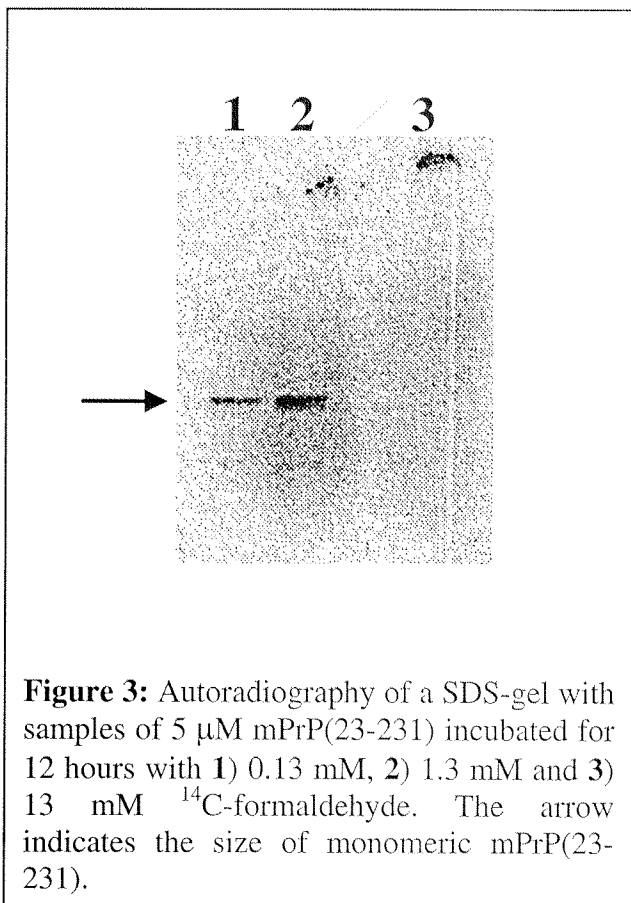 1 2 3
Figure 3: Autoradiography of a SDS-gel with
samples of 5 µM mPrP(23-231) incubated for
12 hours with 1) 0.13 mM, 2) 1.3 mM and 3)
13 mM ¹⁴C-formaldehyde. The arrow
indicates the size of monomeric mPrP(23-
231).